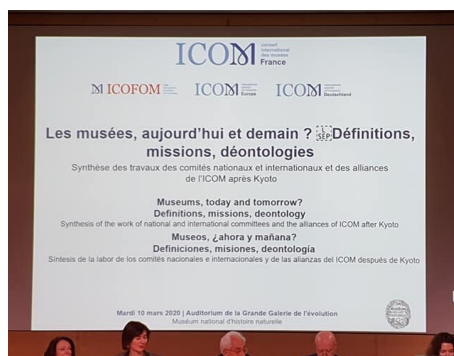 ICOM conseil international des musées France
ICOFOM
ICOM Europe
ICOM Deutschland
Les musées, aujourd'hui et demain ? L SEP Définitions,
missions, déontologies
Synthèse des travaux des comités nationaux et internationaux et des alliances
de l'ICOM après Kyoto
Museums, today and tomorrow?
Definitions, missions, deontology
Synthesis of the work of national and international committees and the alliances of ICOM after Kyoto
Museos, ¿ahora y mañana?
Definiciones, misiones, deontología
Síntesis de la labor de los comités nacionales e internacionales y de las alianzas del ICOM después de Kyoto
Mardi 10 mars 2020 | Auditorium de la Grande Galerie de l'évolution
Muséum national d'histoire naturelle